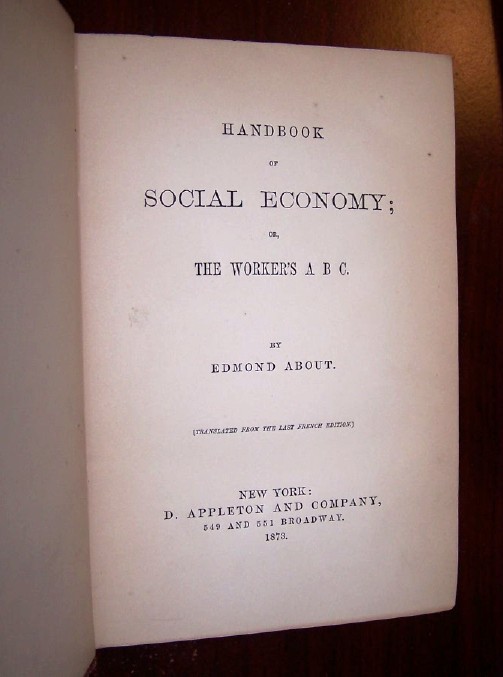 HANDBOOK
OF
SOCIAL ECONOMY;
OR,
THE WORKER'S A B C.
BY
EDMOND ABOUT.
[TRANSLATED FROM THE LAST FRENCH EDITION.]
NEW YORK:
D. APPLETON AND COMPANY,
549 AND 551 BROADWAY.
1873.